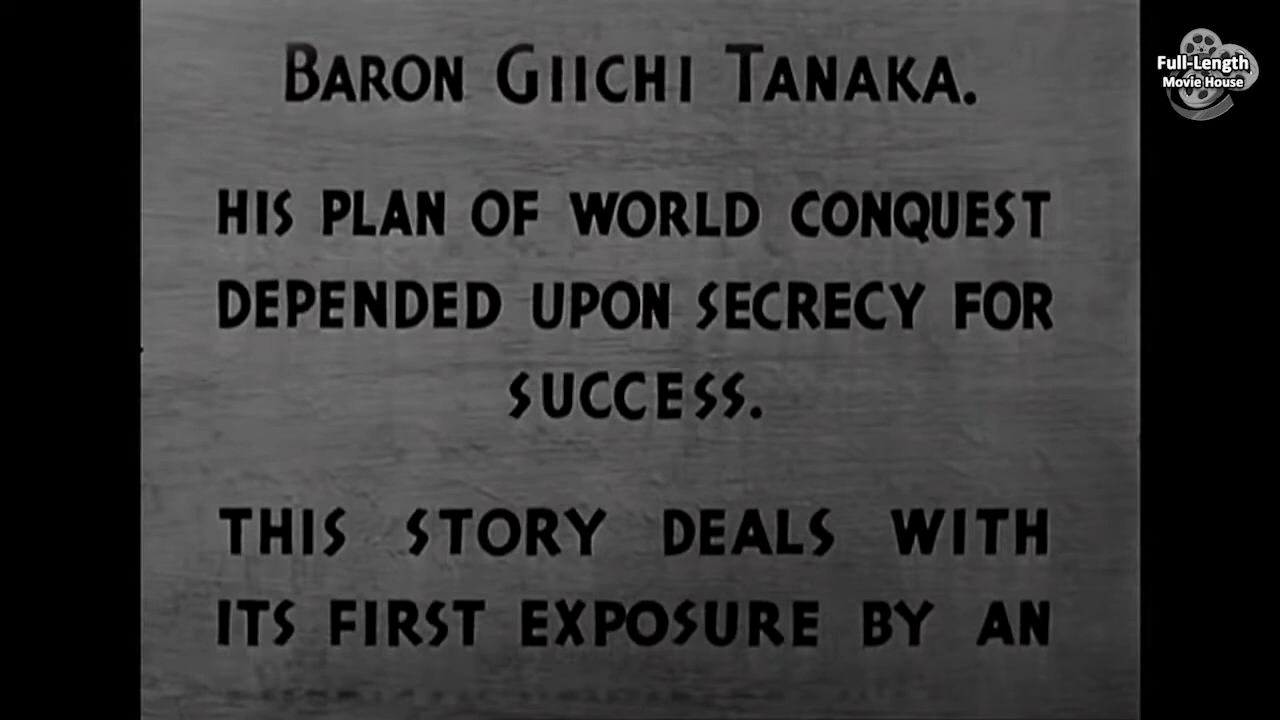 BARON GIICHI TANAKA.
HIS PLAN OF WORLD CONQUEST
DEPENDED UPON SECRECY FOR
SUCCESS.
THIS STORY DEALS WITH
ITS FIRST EXPOSURE BY AN
Full-Length
Movie House